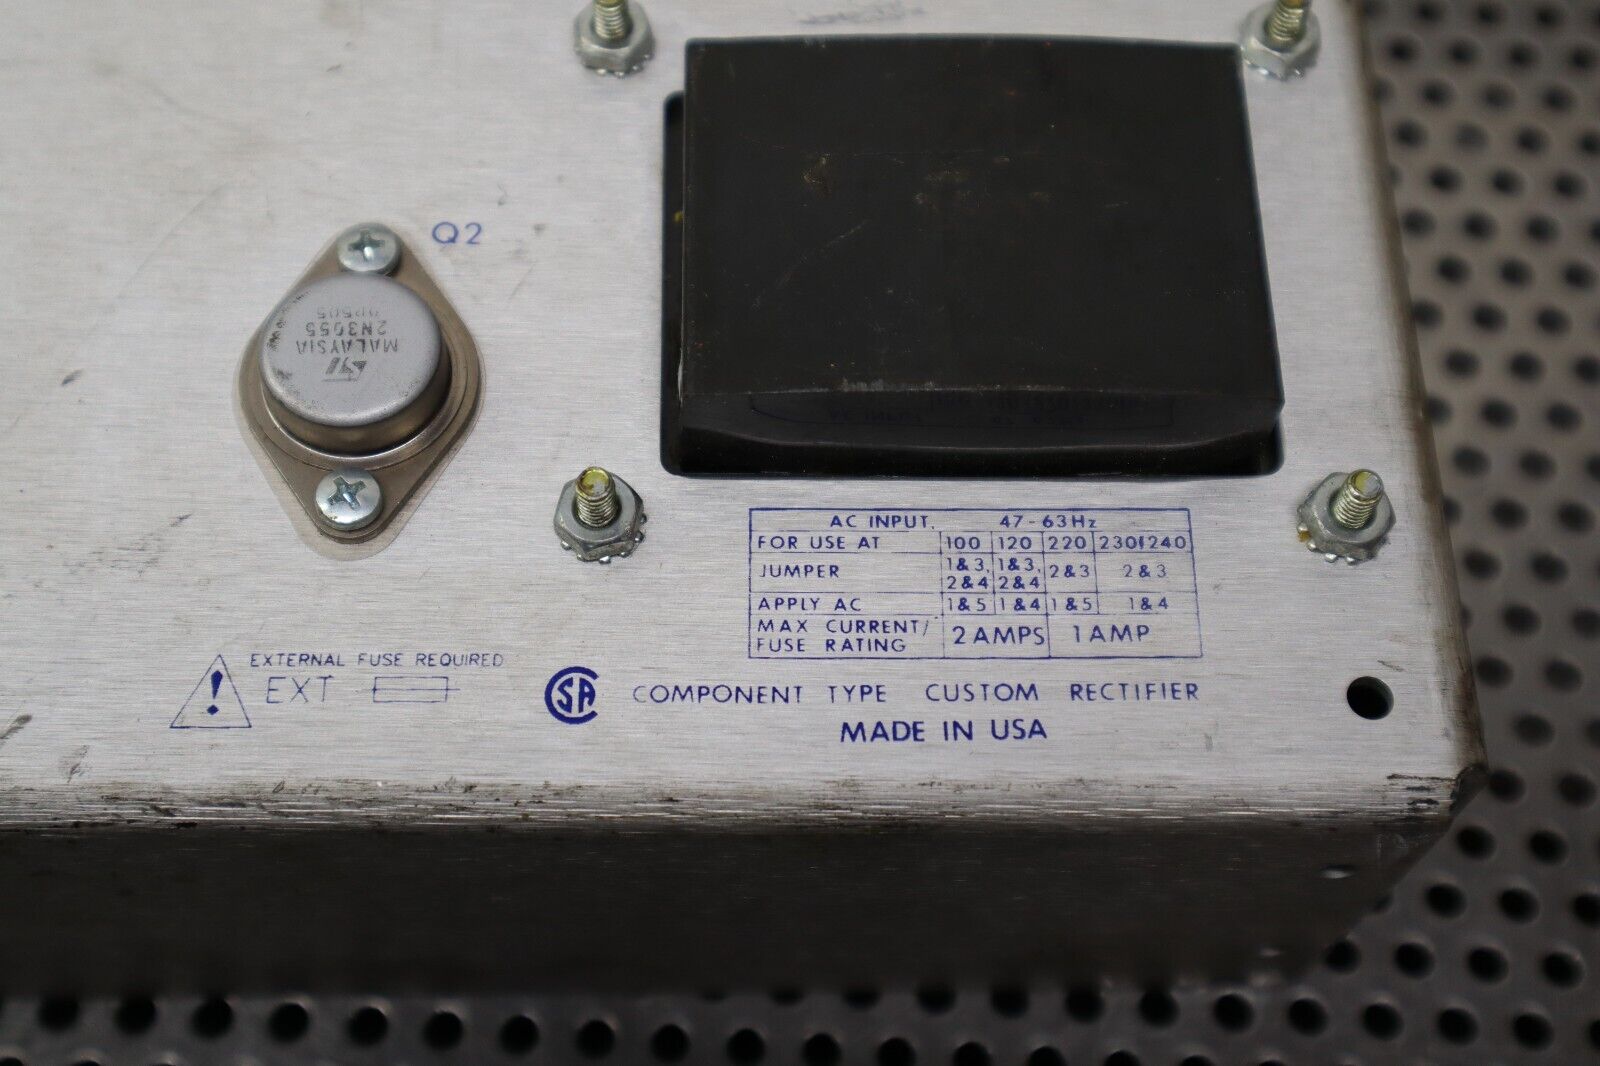 Q2
MALAYSIA
2N3055
AC INPUT. 47-63Hz
FOR USE AT 100 120 220 230/240
JUMPER 1&3, 2&4 1&3, 2&4 2&3 2&3
APPLY AC 1&5 1&4 1&5 1&4
MAX CURRENT/
FUSE RATING 2 AMPS 1 AMP
EXTERNAL FUSE REQUIRED
! EXT
CSA COMPONENT TYPE CUSTOM RECTIFIER
MADE IN USA